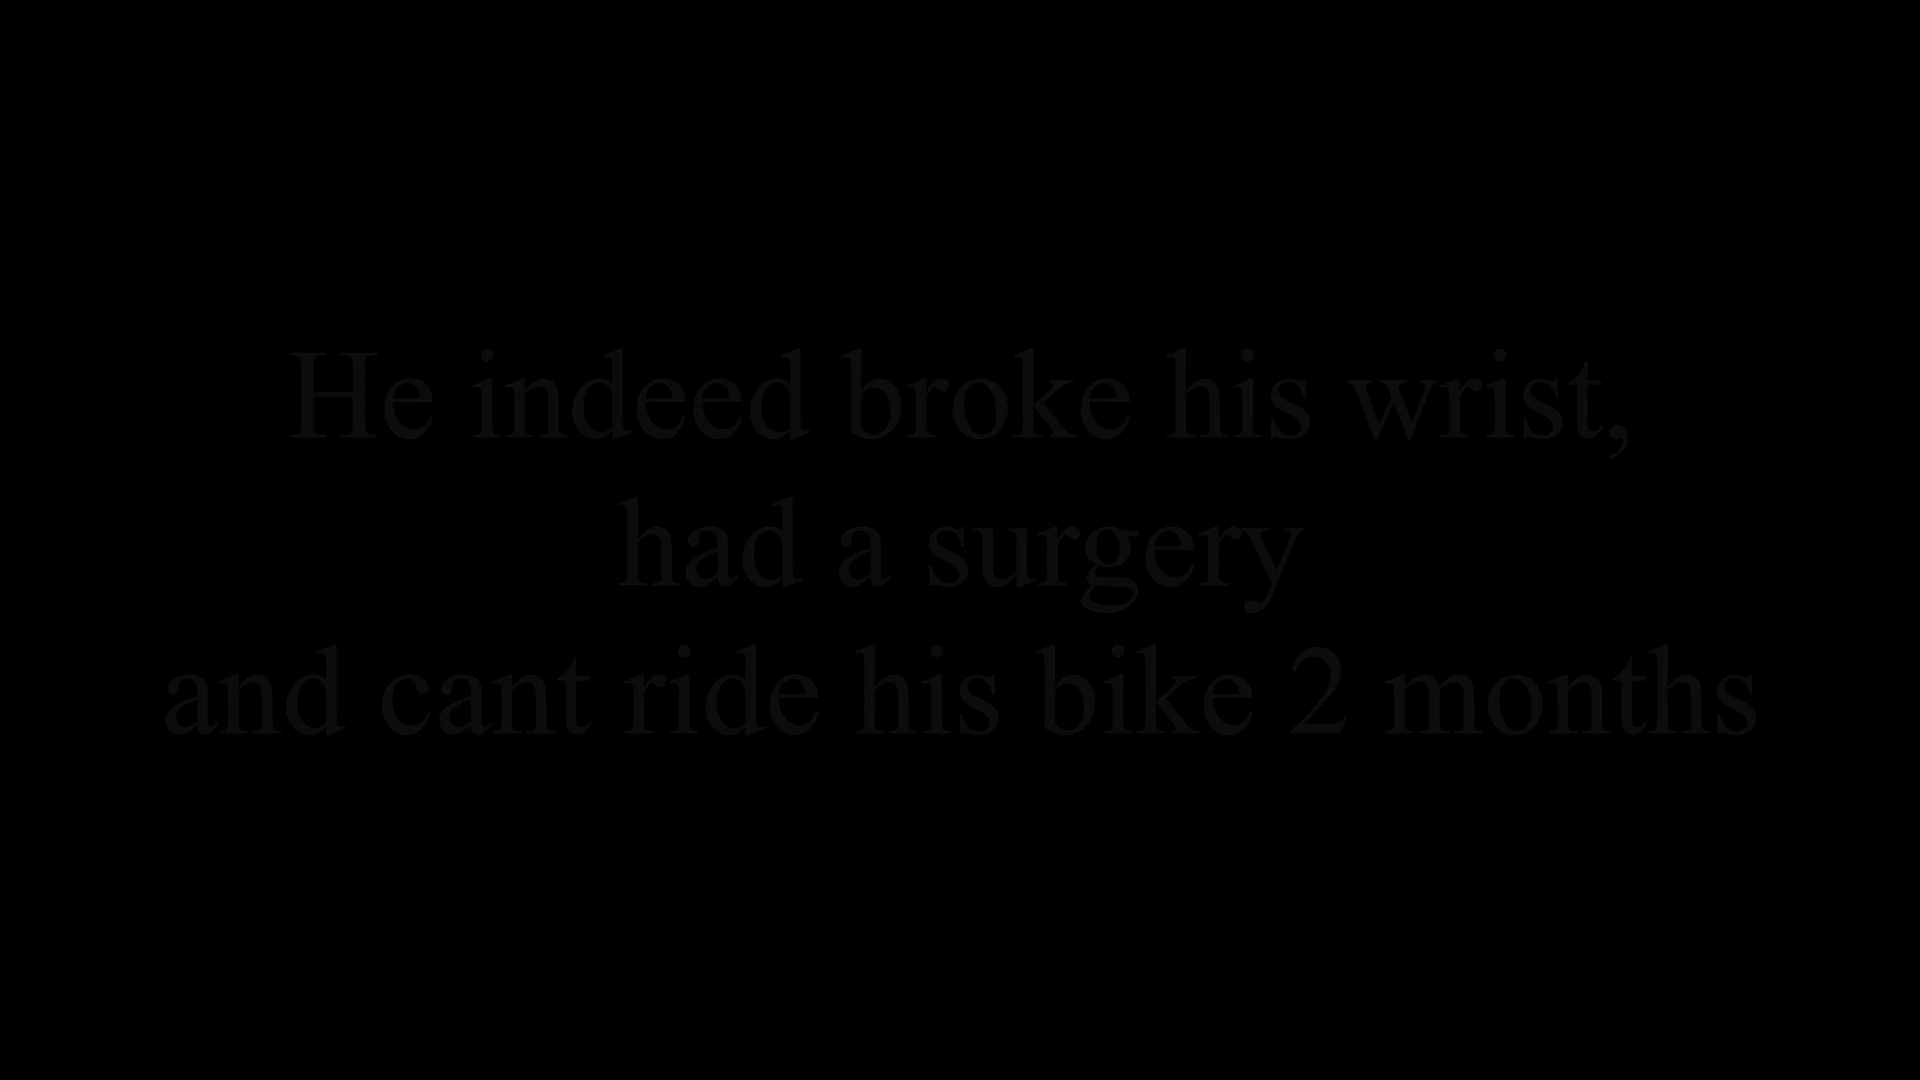 He indeed broke his wrist,
had a surgery
and cant ride his bike 2 months